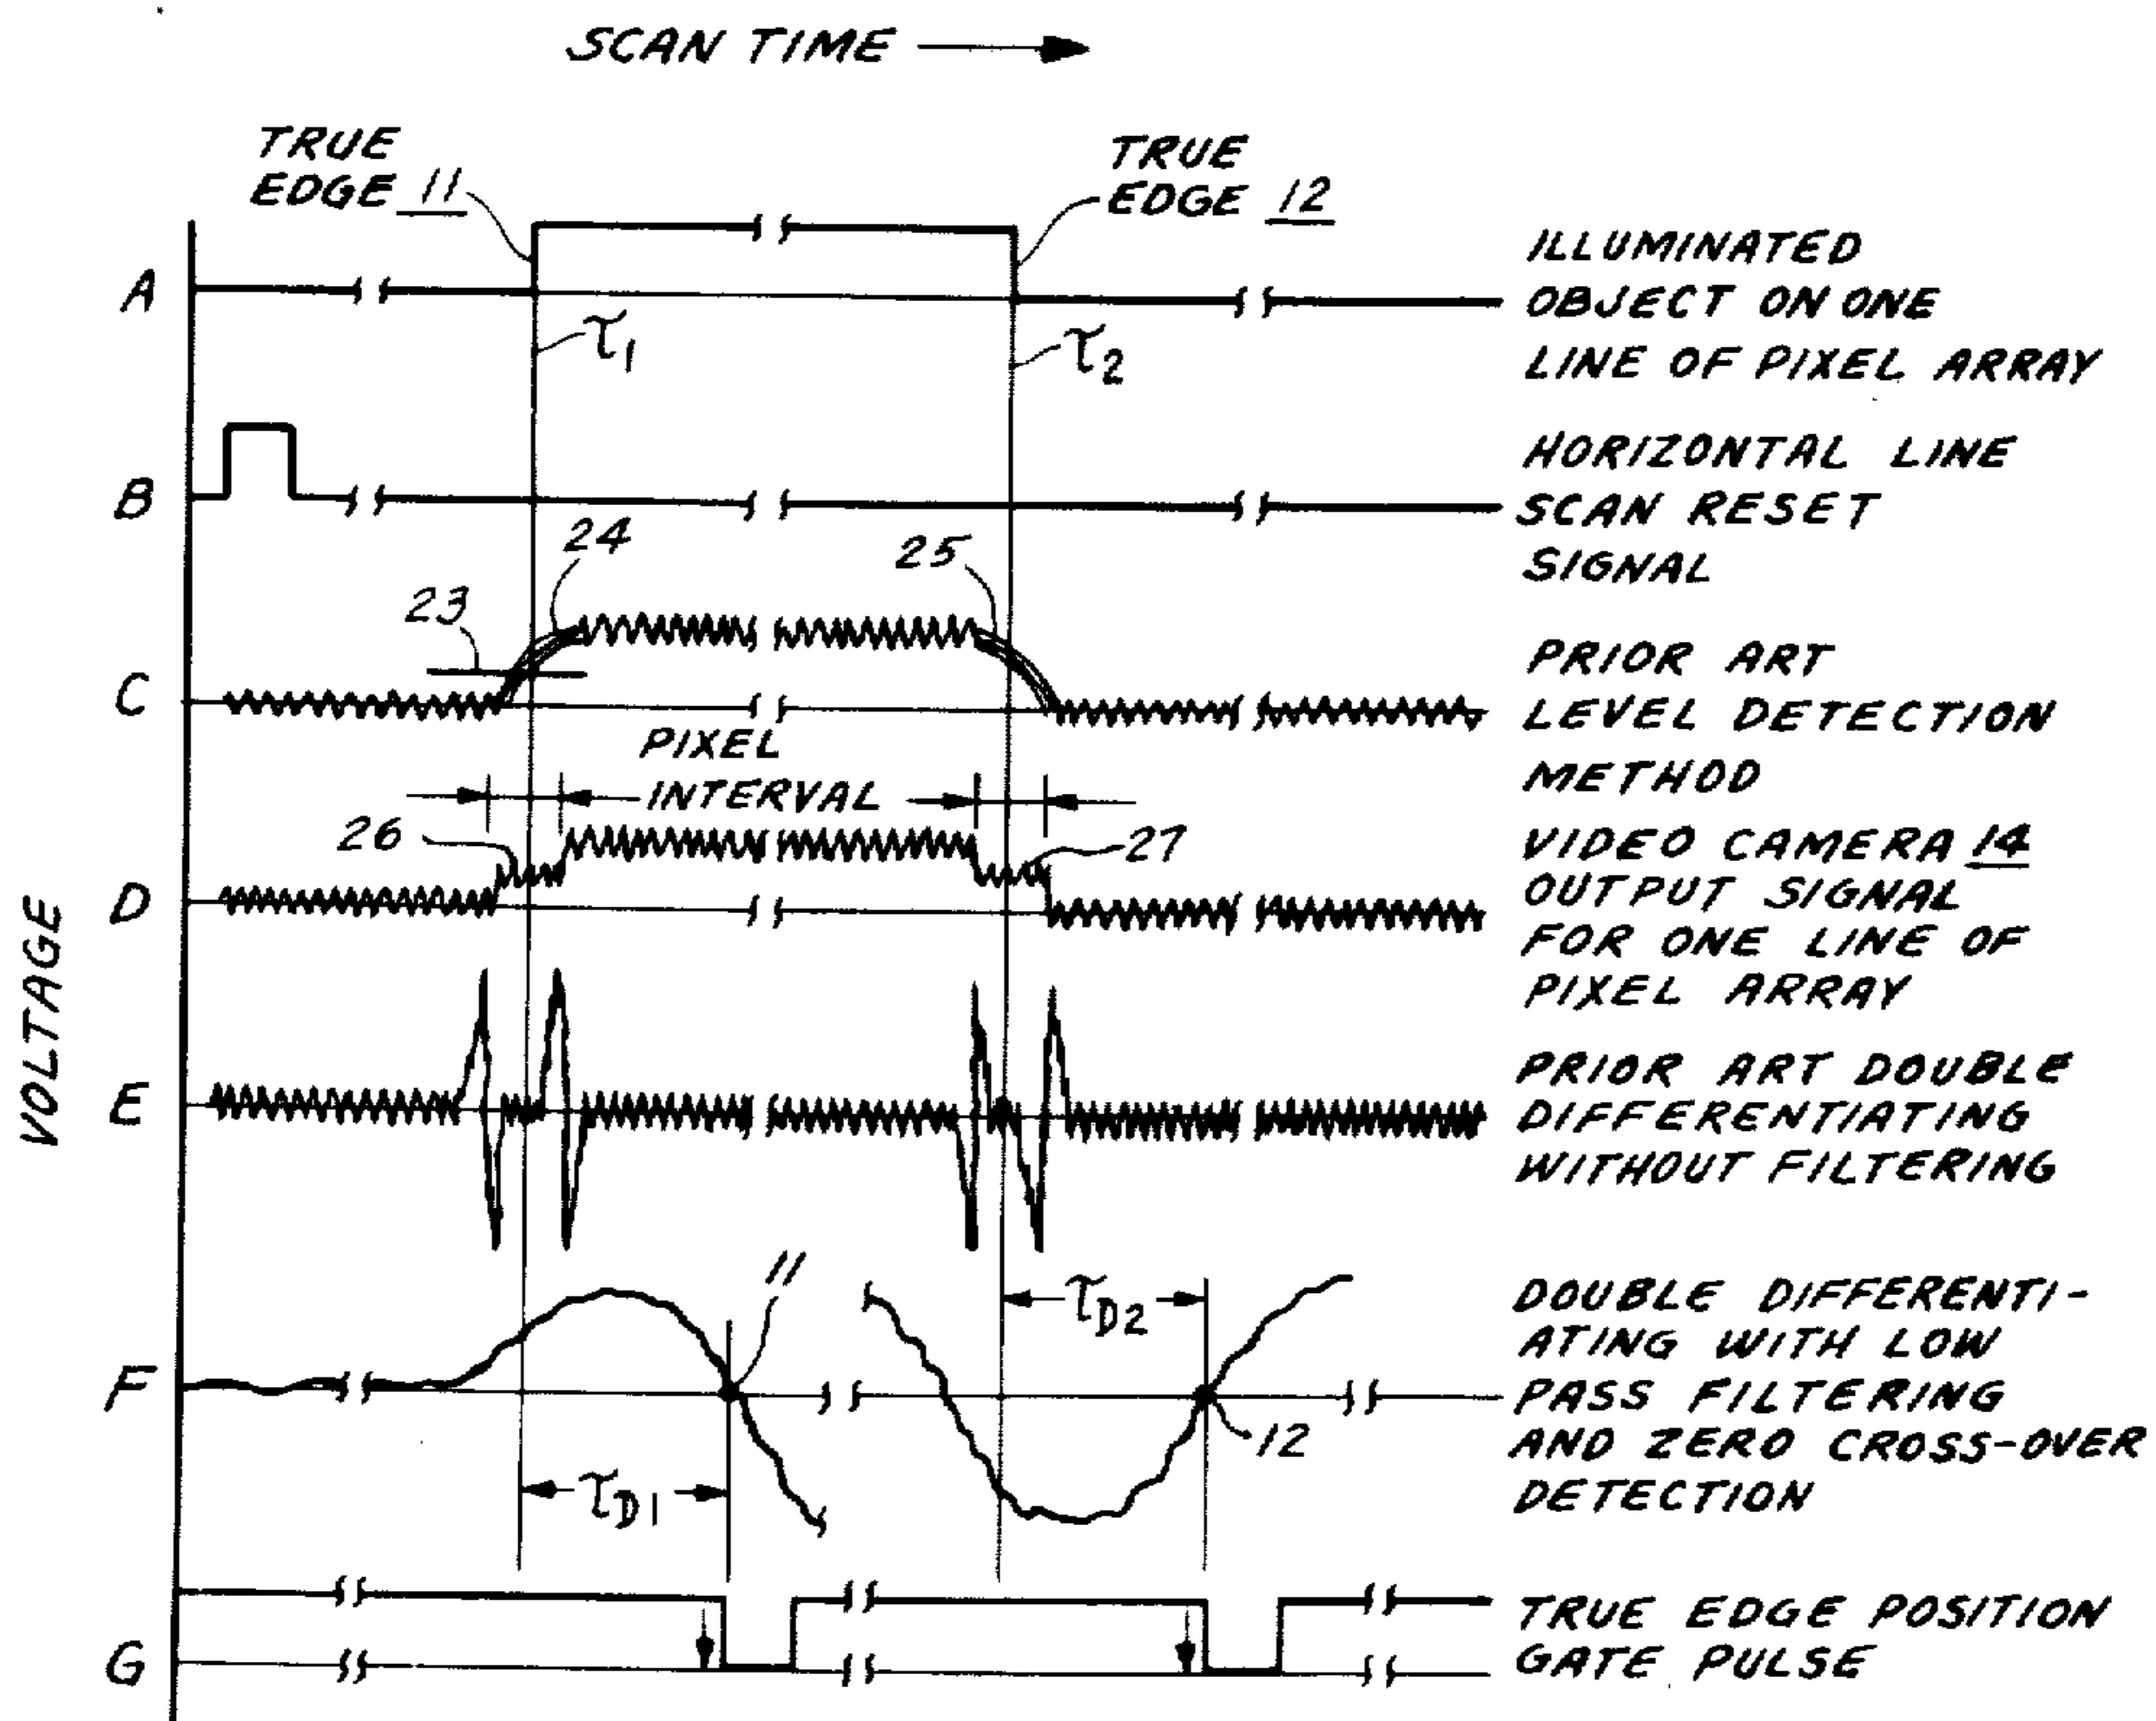 SCAN TIME
TRUE
EDGE 11
TRUE
EDGE 12
A
τ1
τ2
ILLUMINATED
OBJECT ON ONE
LINE OF PIXEL ARRAY
B
HORIZONTAL LINE
SCAN RESET
SIGNAL
23
24
25
C
PRIOR ART
LEVEL DETECTION
METHOD
PIXEL
INTERVAL
26
27
D
VIDEO CAMERA 14
OUTPUT SIGNAL
FOR ONE LINE OF
PIXEL ARRAY
VOLTAGE
E
PRIOR ART DOUBLE
DIFFERENTIATING
WITHOUT FILTERING
11
τD2
F
12
τD1
DOUBLE DIFFERENTI-
ATING WITH LOW
PASS FILTERING
AND ZERO CROSS-OVER
DETECTION
G
TRUE EDGE POSITION
GATE PULSE